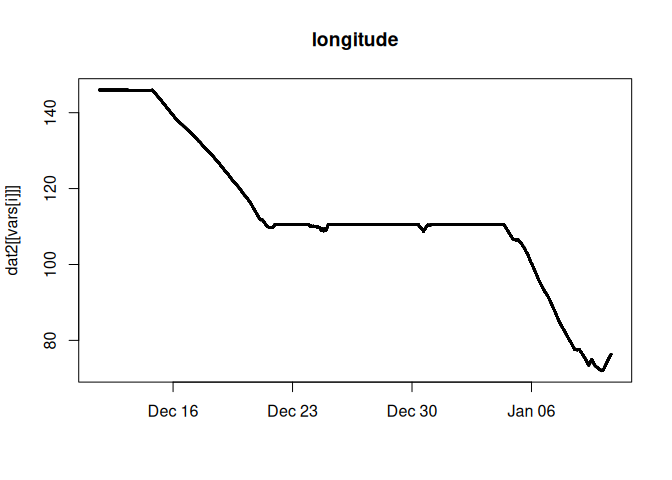 longitude
dat2[[vars[i]]]
140
120
100
80
Dec 16
Dec 23
Dec 30
Jan 06